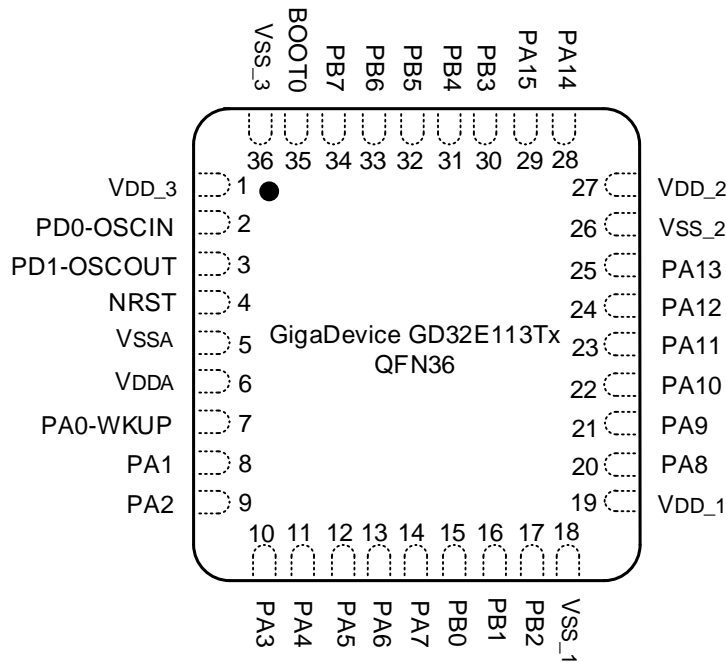 VSS_3
BOOT0
PB7
PB6
PB5
PB4
PB3
PA15
PA14
36 35 34 33 32 31 30 29 28
VDD_3 1 27 VDD_2
PD0-OSCIN 2 26 VSS_2
PD1-OSCOUT 3 25 PA13
NRST 4 24 PA12
VSSA 5 23 PA11
VDDA 6 22 PA10
PA0-WKUP 7 21 PA9
PA1 8 20 PA8
PA2 9 19 VDD_1
GigaDevice GD32E113Tx
QFN36
10 11 12 13 14 15 16 17 18
PA3
PA4
PA5
PA6
PA7
PB0
PB1
PB2
VSS_1